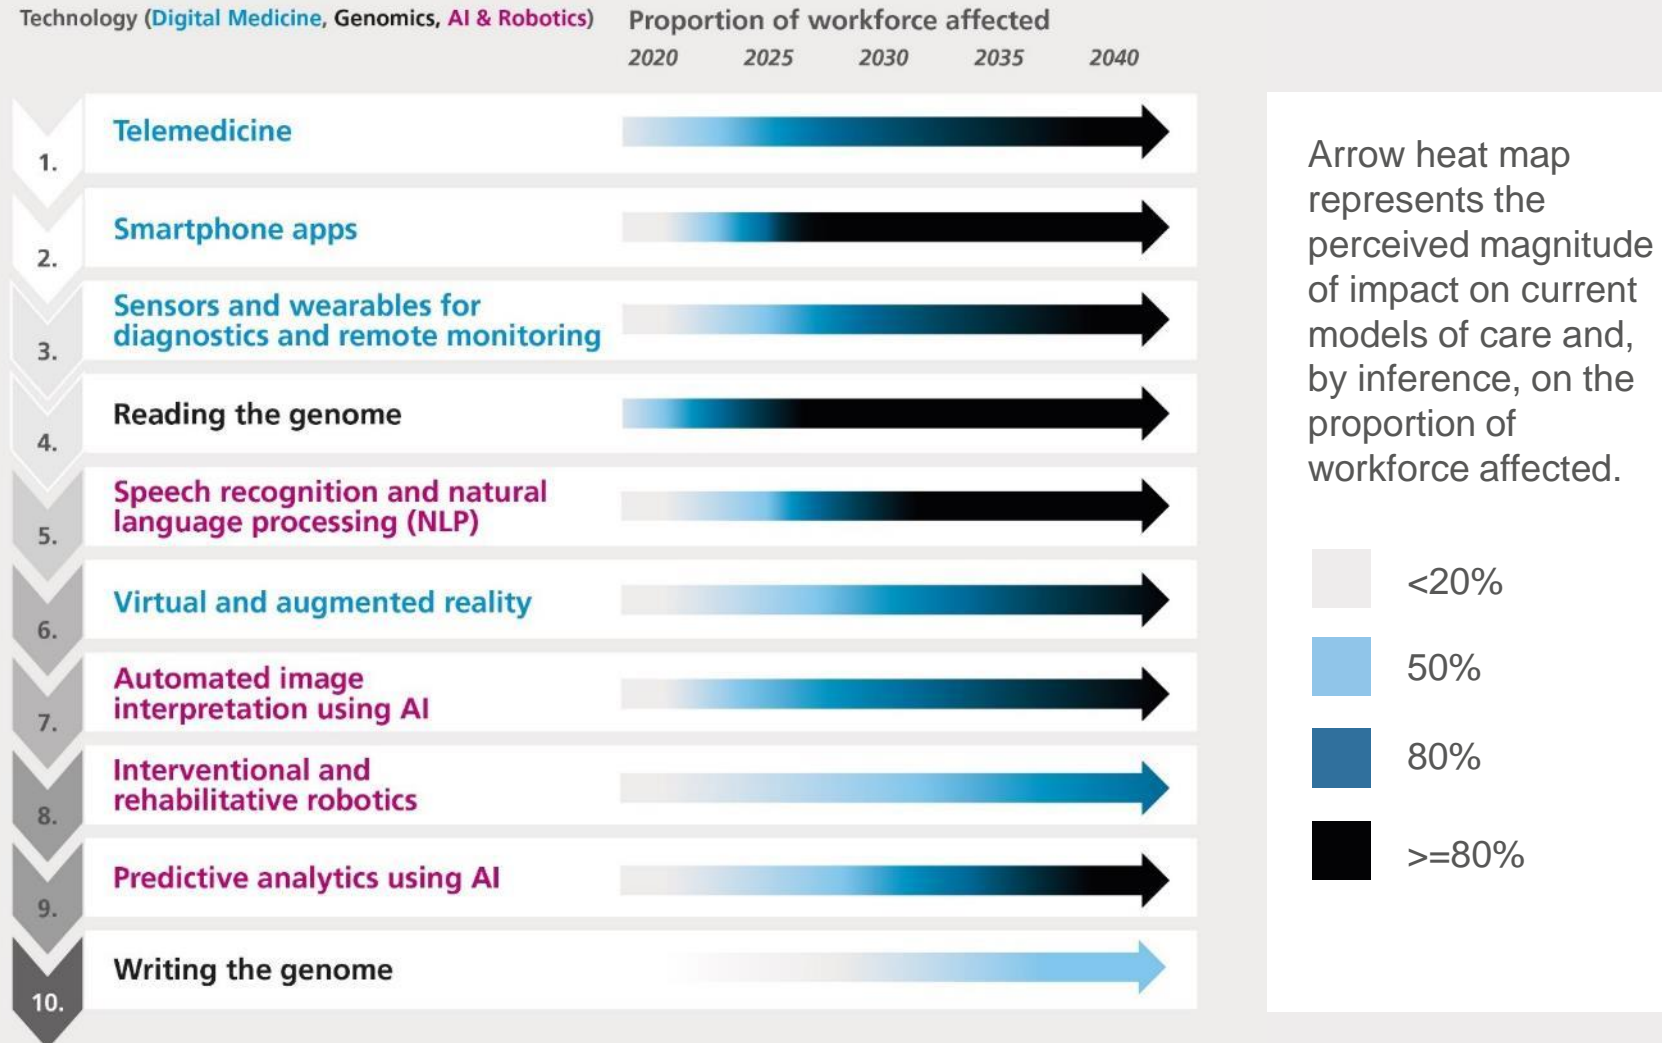 Technology (Digital Medicine, Genomics, AI & Robotics)
Proportion of workforce affected
2020 2025 2030 2035 2040
1.
Telemedicine
2.
Smartphone apps
3.
Sensors and wearables for
diagnostics and remote monitoring
4.
Reading the genome
5.
Speech recognition and natural
language processing (NLP)
6.
Virtual and augmented reality
7.
Automated image
interpretation using AI
8.
Interventional and
rehabilitative robotics
9.
Predictive analytics using AI
10.
Writing the genome
Arrow heat map
represents the
perceived magnitude
of impact on current
models of care and,
by inference, on the
proportion of
workforce affected.
<20%
50%
80%
>=80%